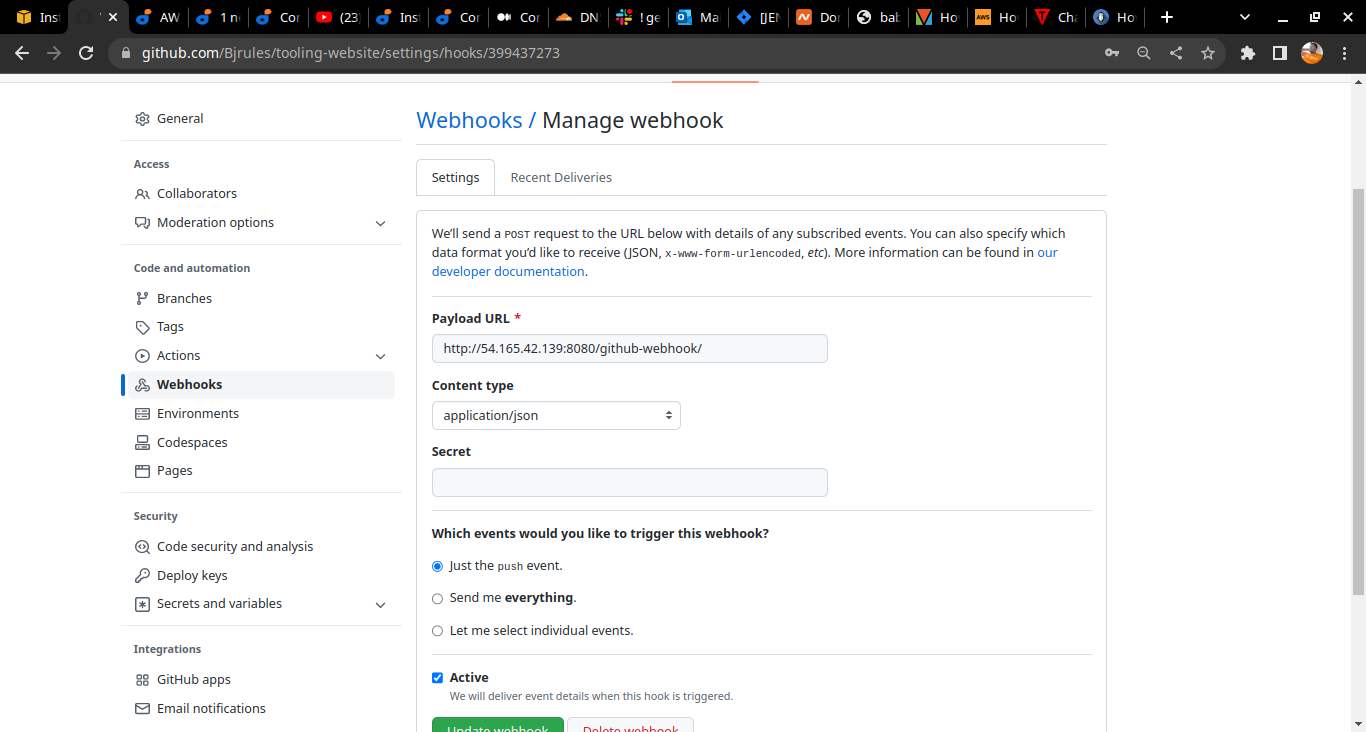 Ins
AW
1 n
Cor
(23)
Inst
Cor
Cor
DN
! ge
Ma
[JEN
Dor
bab
Ho
Ho
Cha
Ho
github.com/Bjrules/tooling-website/settings/hooks/399437273
General
Access
Collaborators
Moderation options
Code and automation
Branches
Tags
Actions
Webhooks
Environments
Codespaces
Pages
Security
Code security and analysis
Deploy keys
Secrets and variables
Integrations
GitHub apps
Email notifications
Webhooks / Manage webhook
Settings Recent Deliveries
We'll send a POST request to the URL below with details of any subscribed events. You can also specify which
data format you'd like to receive (JSON, x-www-form-urlencoded, etc). More information can be found in our
developer documentation.
Payload URL *
http://54.165.42.139:8080/github-webhook/
Content type
application/json
Secret
Which events would you like to trigger this webhook?
Just the push event.
Send me everything.
Let me select individual events.
Active
We will deliver event details when this hook is triggered.
Update webhook Delete webhook